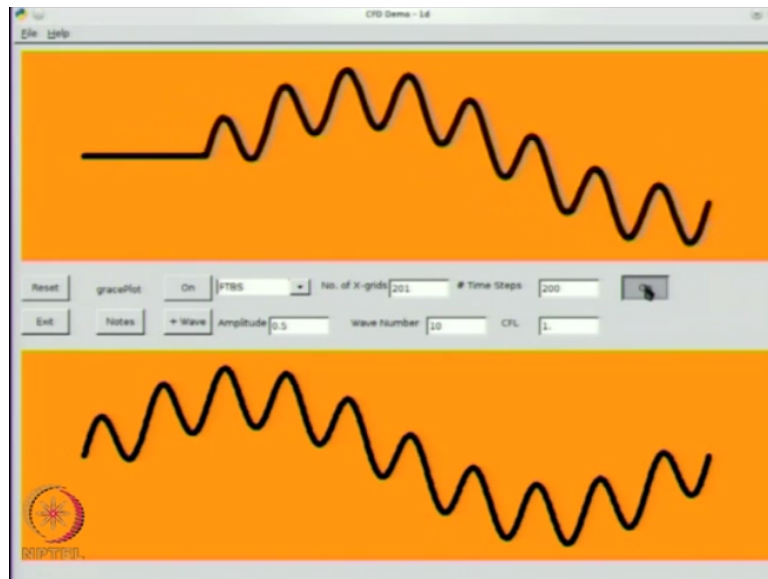 CFD Demo - 1d
File Help
Reset gracePlot On FTBS No. of X-grids 201 # Time Steps 200
Exit Notes + Wave Amplitude 0.5 Wave Number 10 CFL 1.
NPTEL